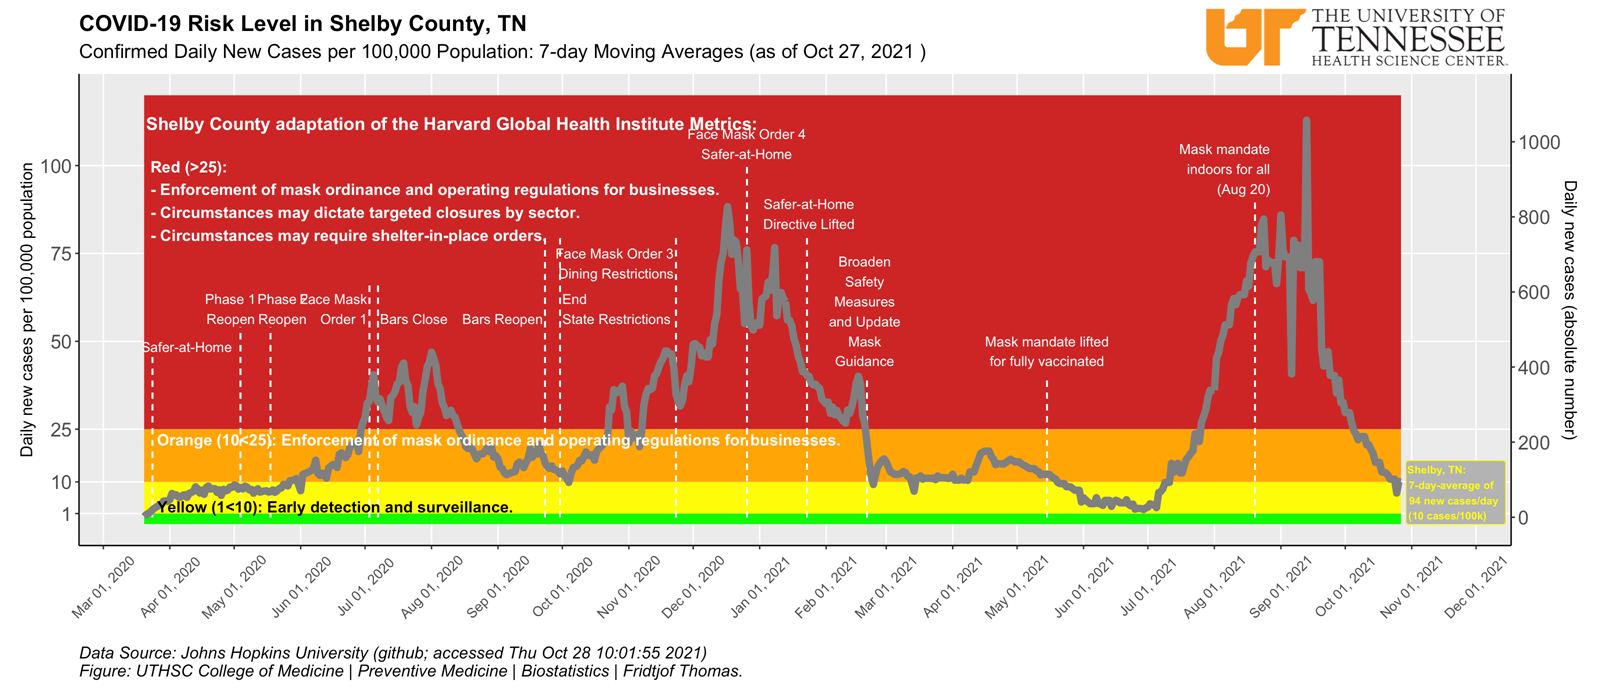 COVID-19 Risk Level in Shelby County, TN
Confirmed Daily New Cases per 100,000 Population: 7-day Moving Averages (as of Oct 27, 2021 )
UT
THE UNIVERSITY OF
TENNESSEE
HEALTH SCIENCE CENTER.
Daily new cases per 100,000 population
100
75
50
25
10
1
Shelby County adaptation of the Harvard Global Health Institute Metrics:
Red (>25):
- Enforcement of mask ordinance and operating regulations for businesses.
- Circumstances may dictate targeted closures by sector.
- Circumstances may require shelter-in-place orders.
Safer-at-Home
Phase 1
Reopen
Phase 2
Reopen
Face Mask
Order 1
Bars Close
Bars Reopen
End
State Restrictions
Face Mask Order 3
Dining Restrictions
Face Mask Order 4
Safer-at-Home
Safer-at-Home
Directive Lifted
Broaden
Safety
Measures
and Update
Mask
Guidance
Mask mandate lifted
for fully vaccinated
Mask mandate
indoors for all
(Aug 20)
Orange (10<25): Enforcement of mask ordinance and operating regulations for businesses.
Yellow (1<10): Early detection and surveillance.
Shelby, TN:
7-day-average of
94 new cases/day
(10 cases/100k)
1000
800
600
400
200
0
Daily new cases (absolute number)
Mar 01, 2020
Apr 01, 2020
May 01, 2020
Jun 01, 2020
Jul 01, 2020
Aug 01, 2020
Sep 01, 2020
Oct 01, 2020
Nov 01, 2020
Dec 01, 2020
Jan 01, 2021
Feb 01, 2021
Mar 01, 2021
Apr 01, 2021
May 01, 2021
Jun 01, 2021
Jul 01, 2021
Aug 01, 2021
Sep 01, 2021
Oct 01, 2021
Nov 01, 2021
Dec 01, 2021
Data Source: Johns Hopkins University (github; accessed Thu Oct 28 10:01:55 2021)
Figure: UTHSC College of Medicine | Preventive Medicine | Biostatistics | Fridtjof Thomas.